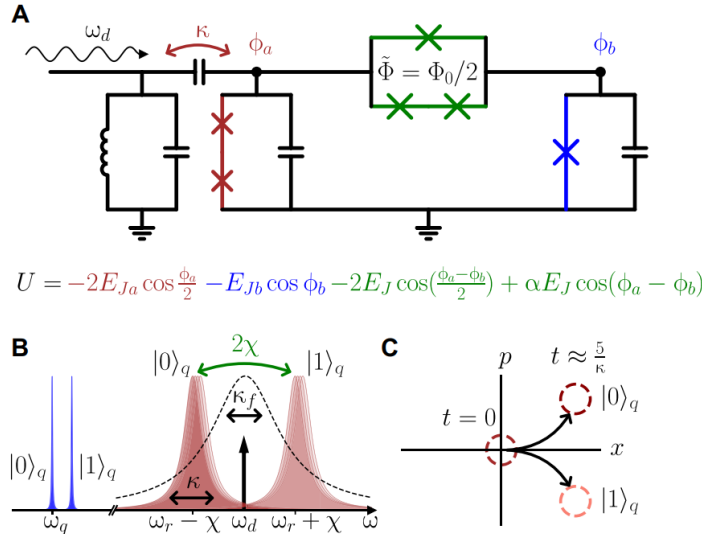 A
ω_d
κ
ϕ_a
ϕ_b
Φ̃ = Φ₀/2
U = −2E_{Ja} cos ϕ_a/2 −E_{Jb} cos ϕ_b −2E_J cos(ϕ_a−ϕ_b/2) + αE_J cos(ϕ_a − ϕ_b)
B
|0⟩_q
2χ
|1⟩_q
κ_f
|0⟩_q
|1⟩_q
κ
ω_q
ω_r − χ
ω_d
ω_r + χ
ω
C
p
t ≈ 5/κ
|0⟩_q
t = 0
x
|1⟩_q